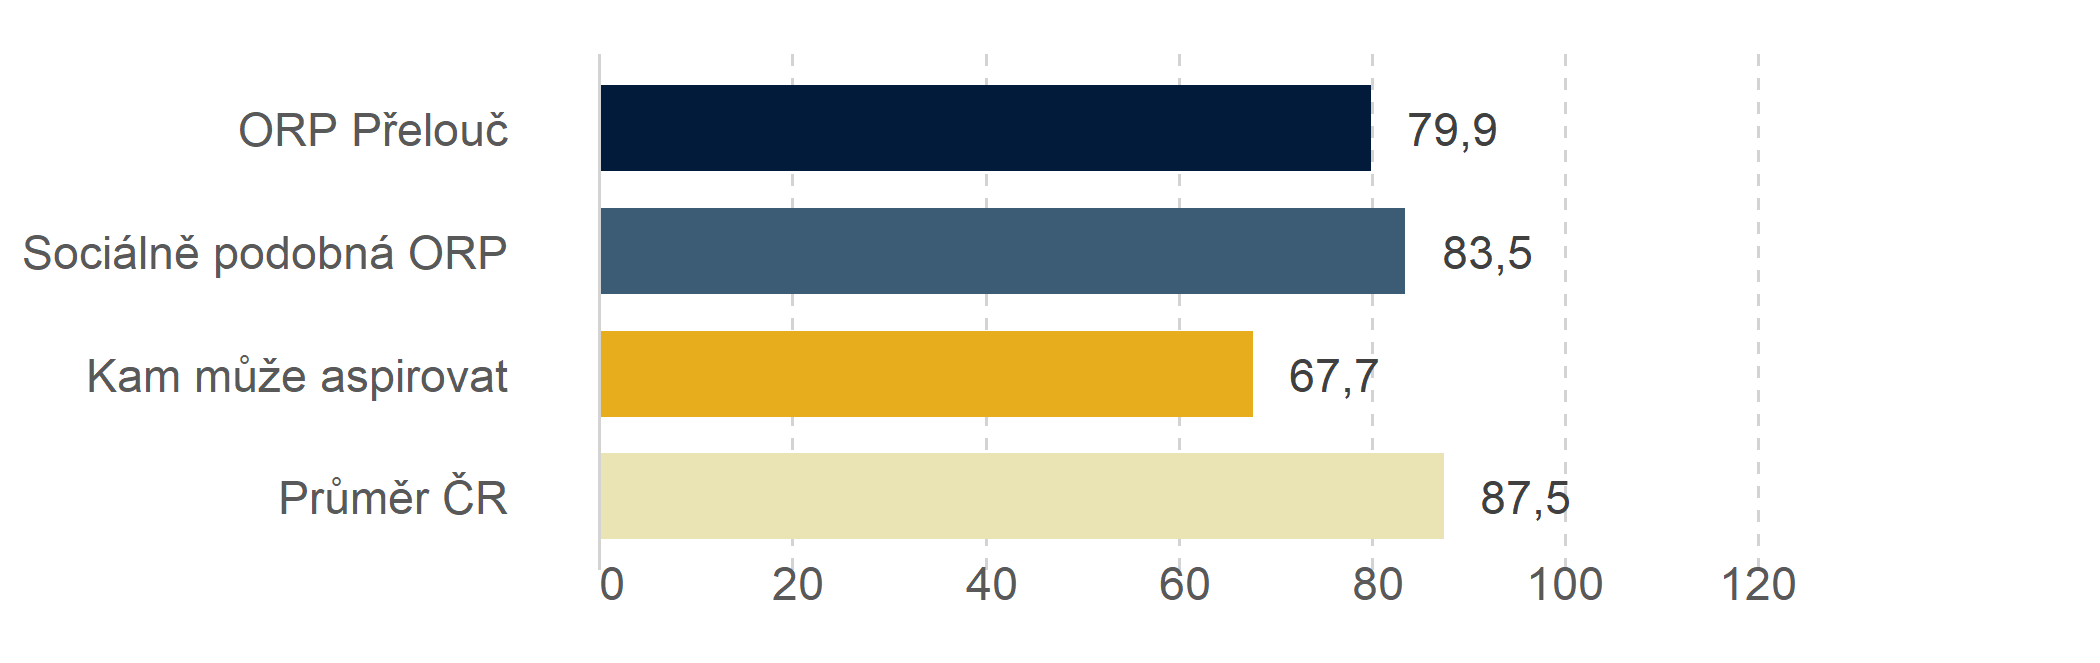 ORP Přelouč
79,9
Sociálně podobná ORP
83,5
Kam může aspirovat
67,7
Průměr ČR
87,5
0 20 40 60 80 100 120